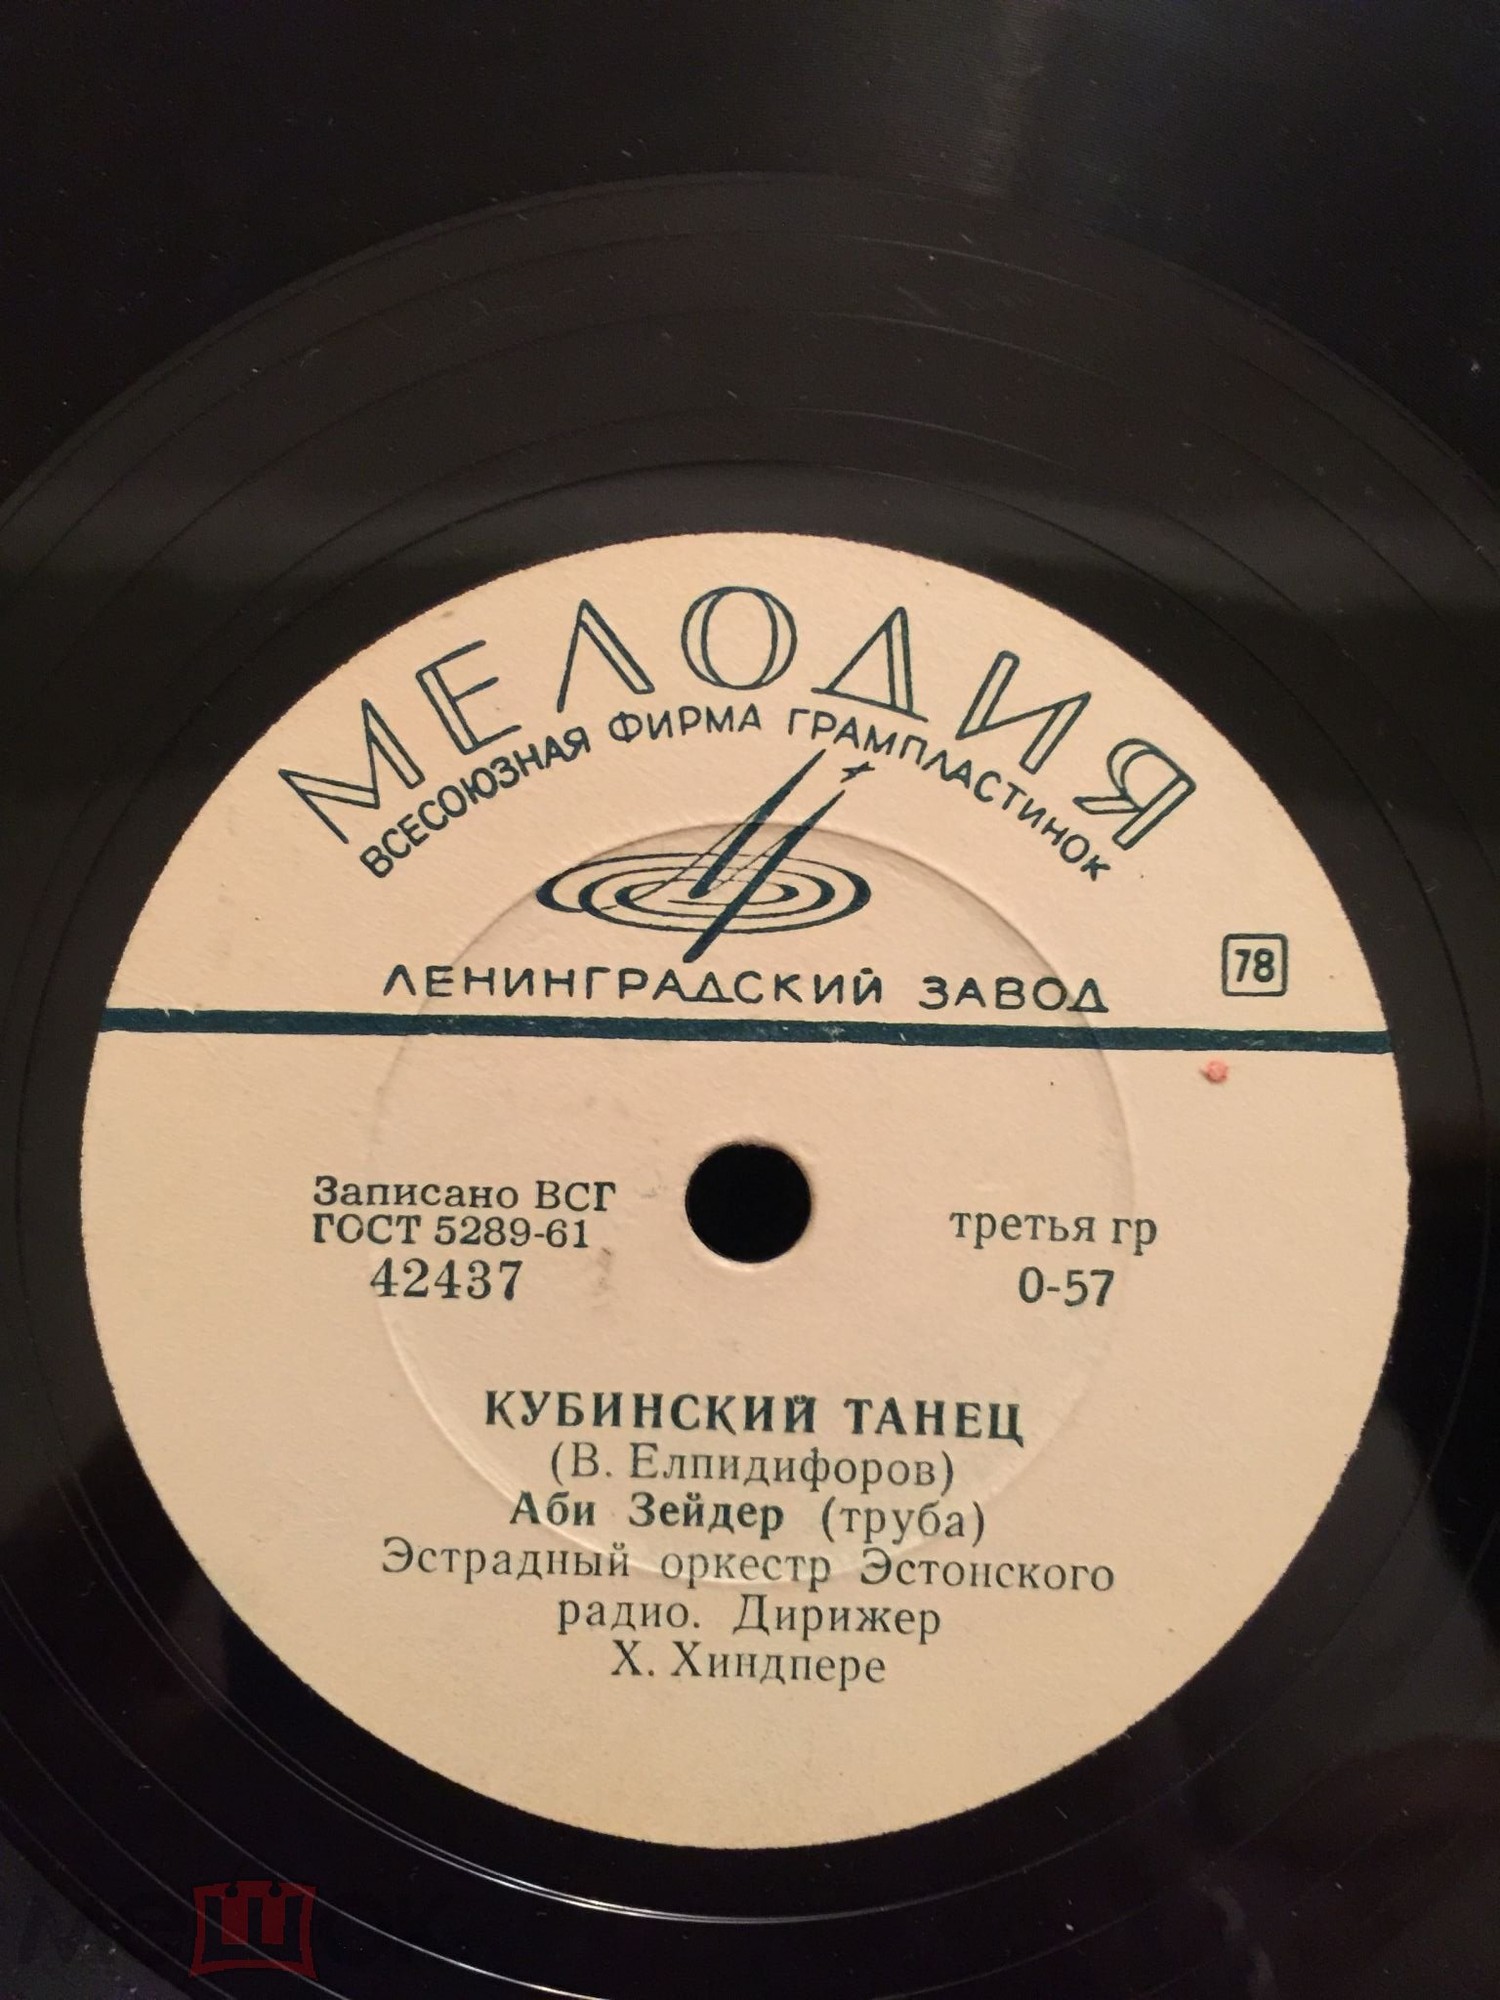 МЕЛОДИЯ
ВСЕСОЮЗНАЯ ФИРМА ГРАМПЛАСТИНОК
ЛЕНИНГРАДСКИЙ ЗАВОД
78
Записано ВСГ
ГОСТ 5289-61
42437
третья гр
0-57
КУБИНСКИЙ ТАНЕЦ
(В. Елпидифоров)
Аби Зейдер (труба)
Эстрадный оркестр Эстонского
радио. Дирижер
Х. Хиндпере